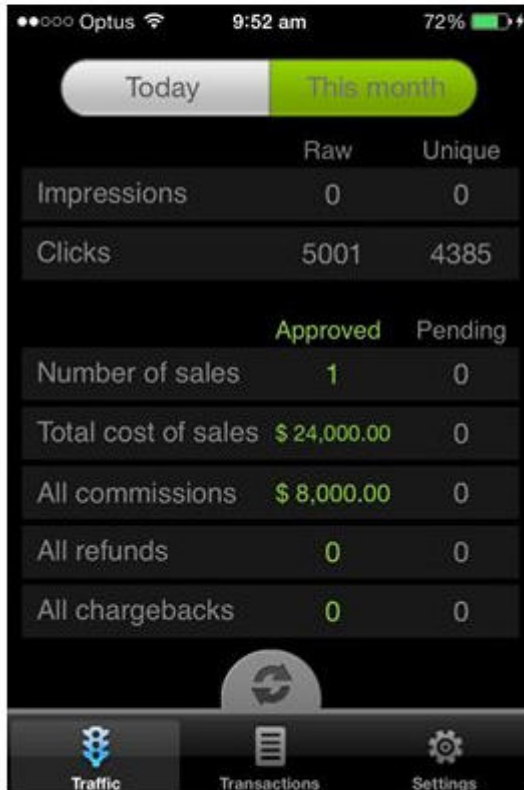 Optus 9:52 am 72%
Today This month
Raw Unique
Impressions 0 0
Clicks 5001 4385
Approved Pending
Number of sales 1 0
Total cost of sales $ 24,000.00 0
All commissions $ 8,000.00 0
All refunds 0 0
All chargebacks 0 0
Traffic Transactions Settings